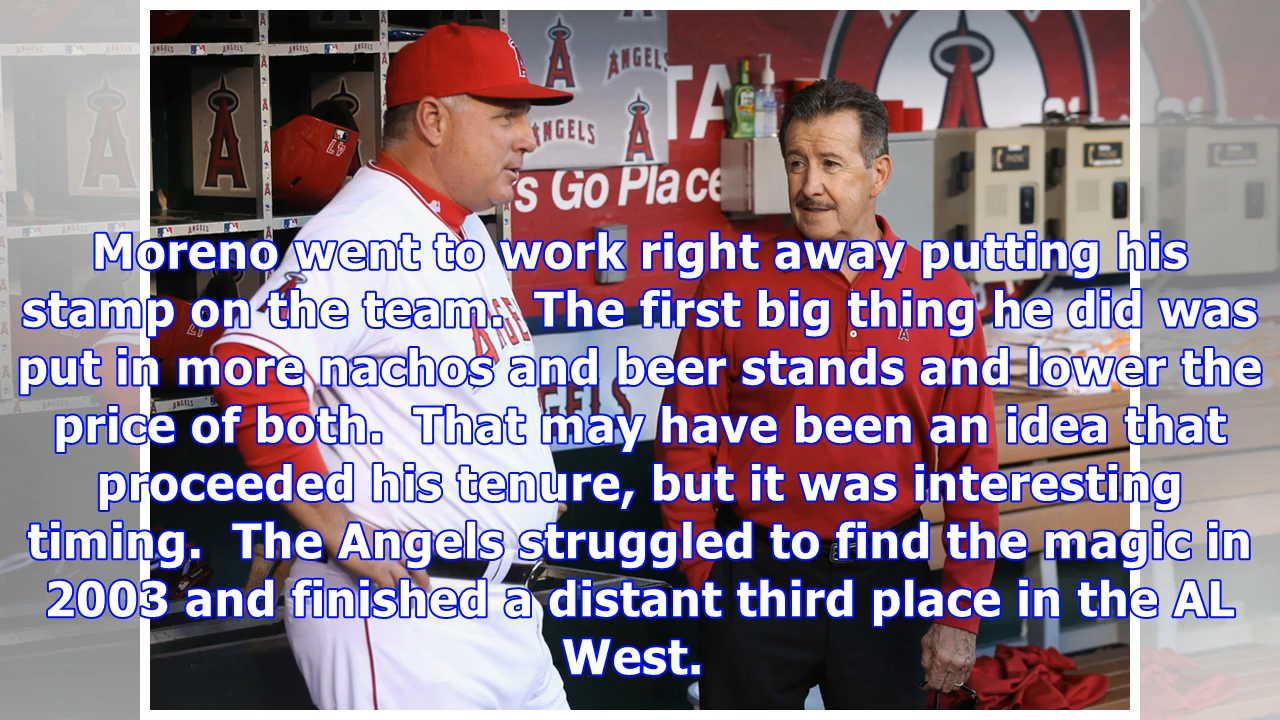 ANGELS
ANGELS
s Go Place
Moreno went to work right away putting his
stamp on the team.  The first big thing he did was
put in more nachos and beer stands and lower the
price of both.  That may have been an idea that
proceeded his tenure, but it was interesting
timing.  The Angels struggled to find the magic in
2003 and finished a distant third place in the AL
West.